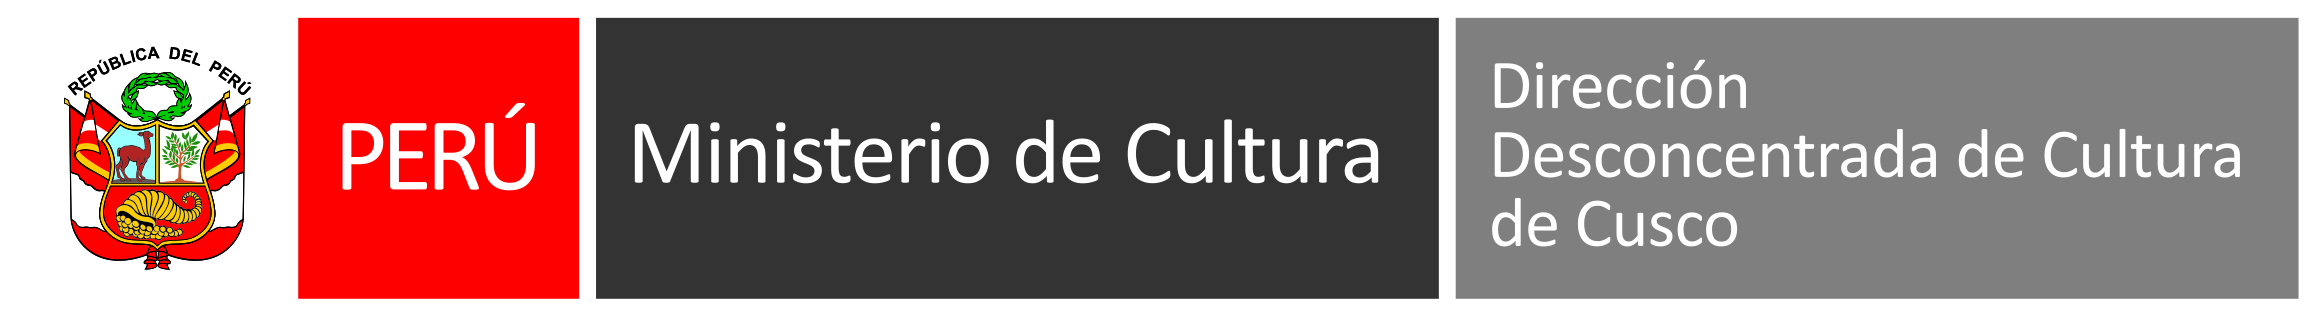 REPÚBLICA DEL PERÚ
PERÚ
Ministerio de Cultura
Dirección
Desconcentrada de Cultura
de Cusco